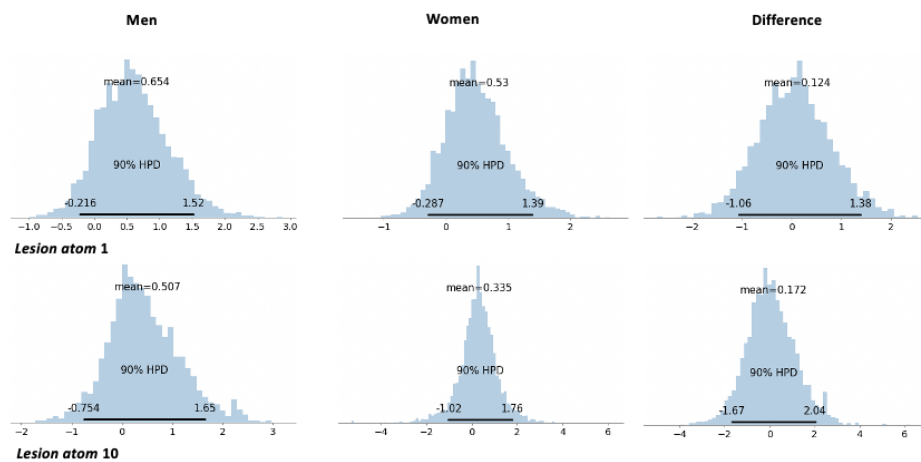 Men Women Difference
mean=0.654 mean=0.53 mean=0.124
90% HPD 90% HPD 90% HPD
-0.216 1.52 -0.287 1.39 -1.06 1.38
-1.0 -0.5 0.0 0.5 1.0 1.5 2.0 2.5 3.0 -1 0 1 2 -2 -1 0 1 2
Lesion atom 1
mean=0.507 mean=0.335 mean=0.172
90% HPD 90% HPD 90% HPD
-0.754 1.65 -1.02 1.76 -1.67 2.04
-2 -1 0 1 2 3 -4 -2 0 2 4 6 -4 -2 0 2 4 6
Lesion atom 10